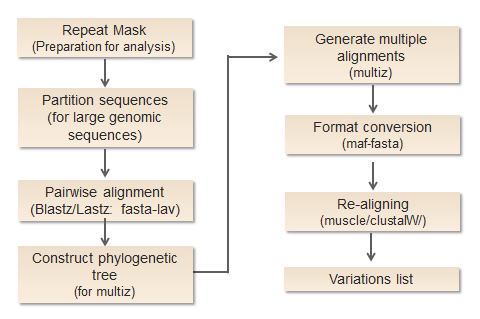 Repeat Mask
(Preparation for analysis)
Partition sequences
(for large genomic
sequences)
Pairwise alignment
(Blastz/Lastz: fasta-lav)
Construct phylogenetic
tree
(for multiz)
Generate multiple
alignments
(multiz)
Format conversion
(maf-fasta)
Re-aligning
(muscle/clustalW/)
Variations list